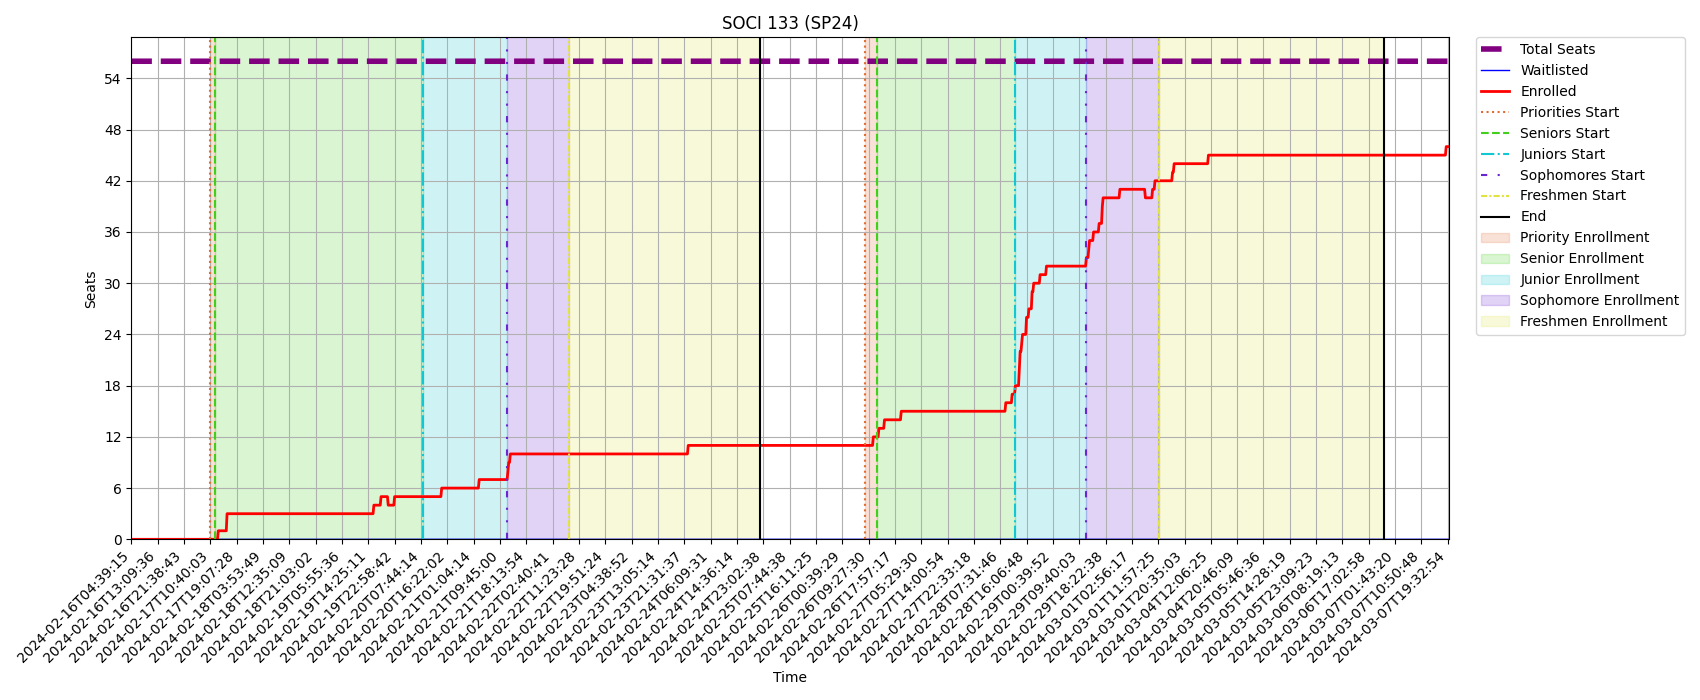 SOCI 133 (SP24)
Total Seats
Waitlisted
Enrolled
Priorities Start
Seniors Start
Juniors Start
Sophomores Start
Freshmen Start
End
Priority Enrollment
Senior Enrollment
Junior Enrollment
Sophomore Enrollment
Freshmen Enrollment
Seats
54
48
42
36
30
24
18
12
6
0
2024-02-16T04:39:15
2024-02-16T13:09:36
2024-02-16T21:38:43
2024-02-17T10:40:03
2024-02-17T19:07:28
2024-02-18T03:53:49
2024-02-18T12:35:09
2024-02-18T21:03:02
2024-02-19T05:55:36
2024-02-19T14:25:11
2024-02-19T22:58:42
2024-02-20T07:44:14
2024-02-20T16:22:02
2024-02-21T01:04:14
2024-02-21T09:45:00
2024-02-21T18:13:54
2024-02-22T02:40:41
2024-02-22T11:23:28
2024-02-22T19:51:24
2024-02-23T04:38:52
2024-02-23T13:05:14
2024-02-23T21:31:37
2024-02-24T06:09:31
2024-02-24T14:36:14
2024-02-24T23:02:38
2024-02-25T07:44:38
2024-02-25T16:11:25
2024-02-26T00:39:29
2024-02-26T09:27:30
2024-02-26T17:57:17
2024-02-27T05:29:30
2024-02-27T14:00:54
2024-02-27T22:33:18
2024-02-28T07:31:46
2024-02-28T16:06:48
2024-02-29T00:39:52
2024-02-29T09:40:03
2024-02-29T18:22:38
2024-03-01T02:56:17
2024-03-01T11:57:25
2024-03-01T20:35:03
2024-03-04T12:06:25
2024-03-04T20:46:09
2024-03-05T05:46:36
2024-03-05T14:28:19
2024-03-05T23:09:23
2024-03-06T08:19:13
2024-03-06T17:02:58
2024-03-07T01:43:20
2024-03-07T10:50:48
2024-03-07T19:32:54
Time